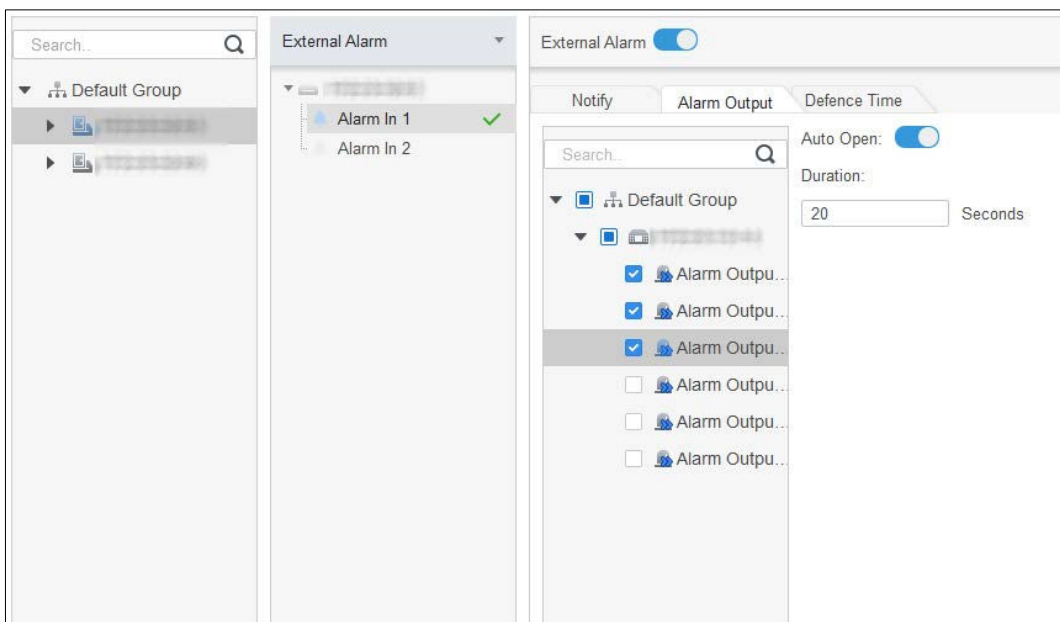 Search..
Default Group
External Alarm
Alarm In 1
Alarm In 2
External Alarm
Notify
Alarm Output
Defence Time
Search..
Default Group
Alarm Outpu...
Alarm Outpu...
Alarm Outpu...
Alarm Outpu...
Alarm Outpu...
Alarm Outpu...
Auto Open:
Duration:
20 Seconds